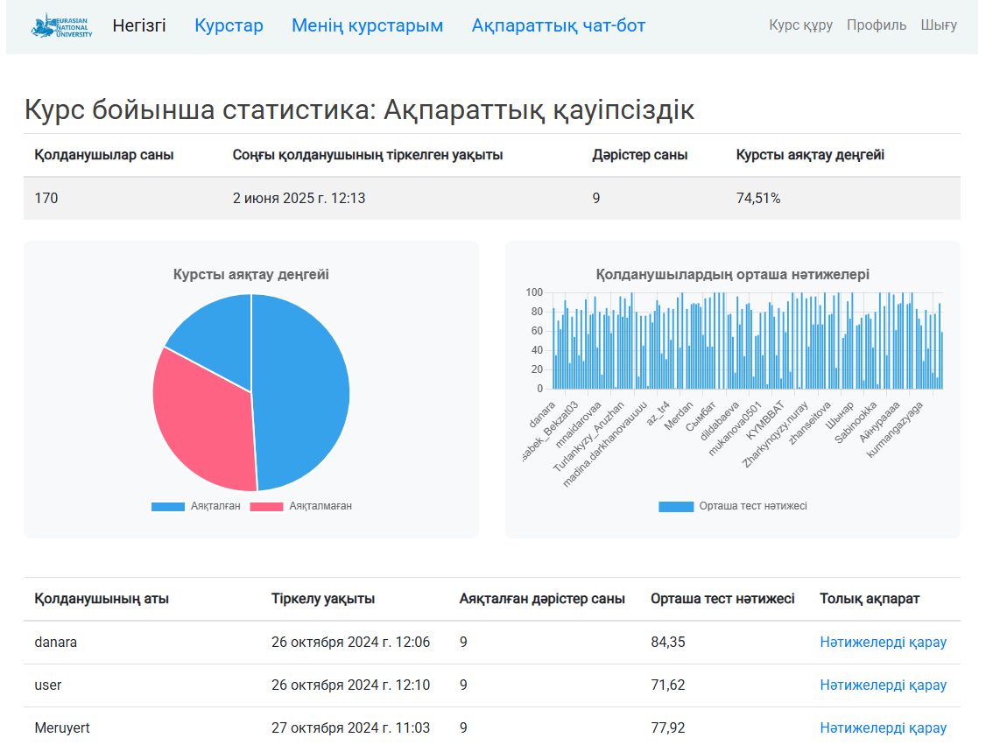 EURASIAN
NATIONAL
UNIVERSITY
Негізгі Курстар Менің курстарым Ақпараттық чат-бот Курс құру Профиль Шығу
Курс бойынша статистика: Ақпараттық қауіпсіздік
Қолданушылар саны Соңғы қолданушының тіркелген уақыты Дәрістер саны Курсты аяқтау деңгейі
170 2 июня 2025 г. 12:13 9 74,51%
Курсты аяқтау деңгейі
Аяқталған Аяқталмаған
Қолданушылардың орташа нәтижелері
100
80
60
40
20
0
danara
sabek_Bekzat03
mnaidarovaa
Turlankyzy_Aruzhan
madina.darkhanovauuuu
az_tr4
Merdan
Сымбат
dildabaeva
mukanova0501
KYMBBAT
Zharkynqyzy.nuray
zhanseitova
Шынар
Sabinookka
Айнураааа
kurmangazyaga
Орташа тест нәтижесі
Қолданушының аты Тіркелу уақыты Аяқталған дәрістер саны Орташа тест нәтижесі Толық ақпарат
danara 26 октября 2024 г. 12:06 9 84,35 Нәтижелерді қарау
user 26 октября 2024 г. 12:10 9 71,62 Нәтижелерді қарау
Meruyert 27 октября 2024 г. 11:03 9 77,92 Нәтижелерді қарау